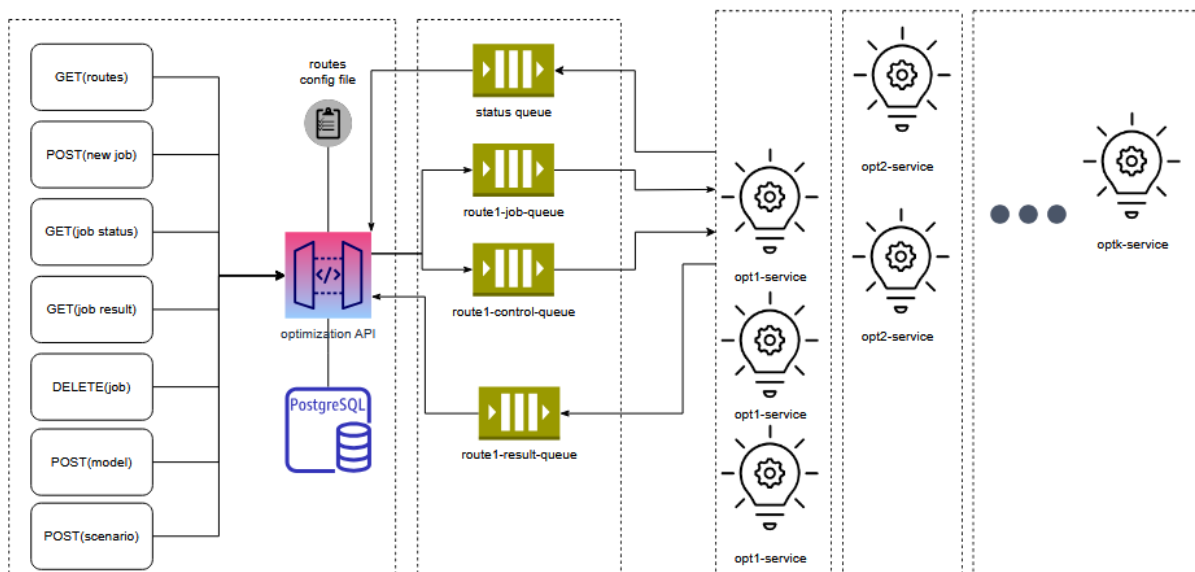 GET(routes)
POST(new job)
GET(job status)
GET(job result)
DELETE(job)
POST(model)
POST(scenario)
routes
config file
optimization API
PostgreSQL
status queue
route1-job-queue
route1-control-queue
route1-result-queue
opt1-service
opt1-service
opt1-service
opt2-service
opt2-service
optk-service